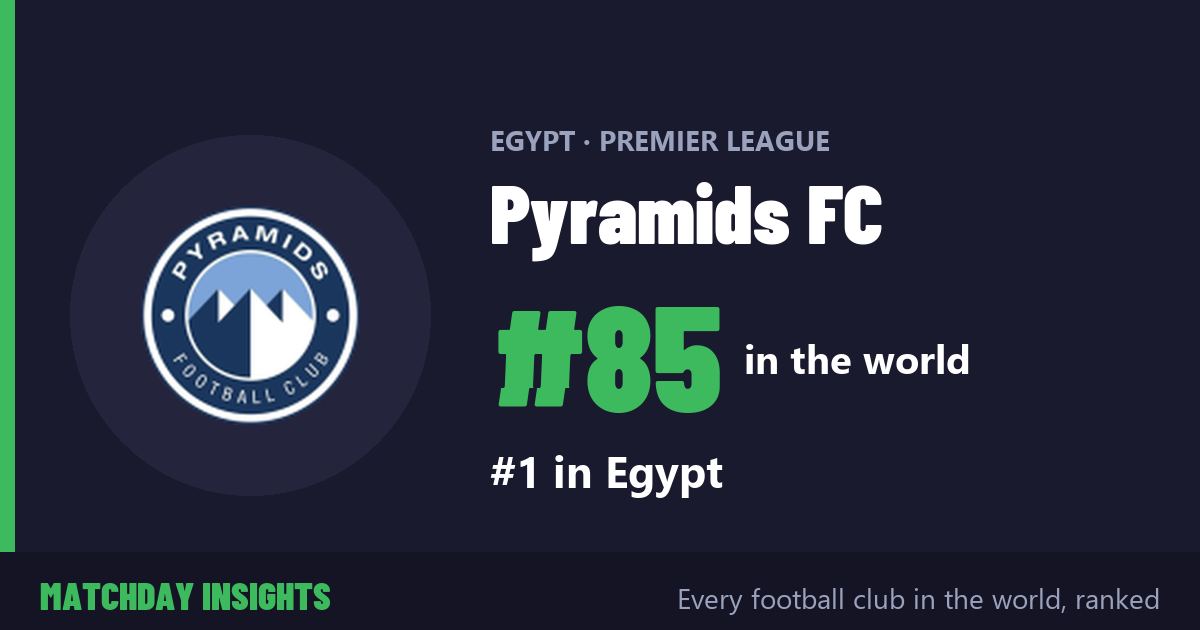 EGYPT · PREMIER LEAGUE
Pyramids FC
PYRAMIDS
FOOTBALL CLUB
#85 in the world
#1 in Egypt
MATCHDAY INSIGHTS
Every football club in the world, ranked